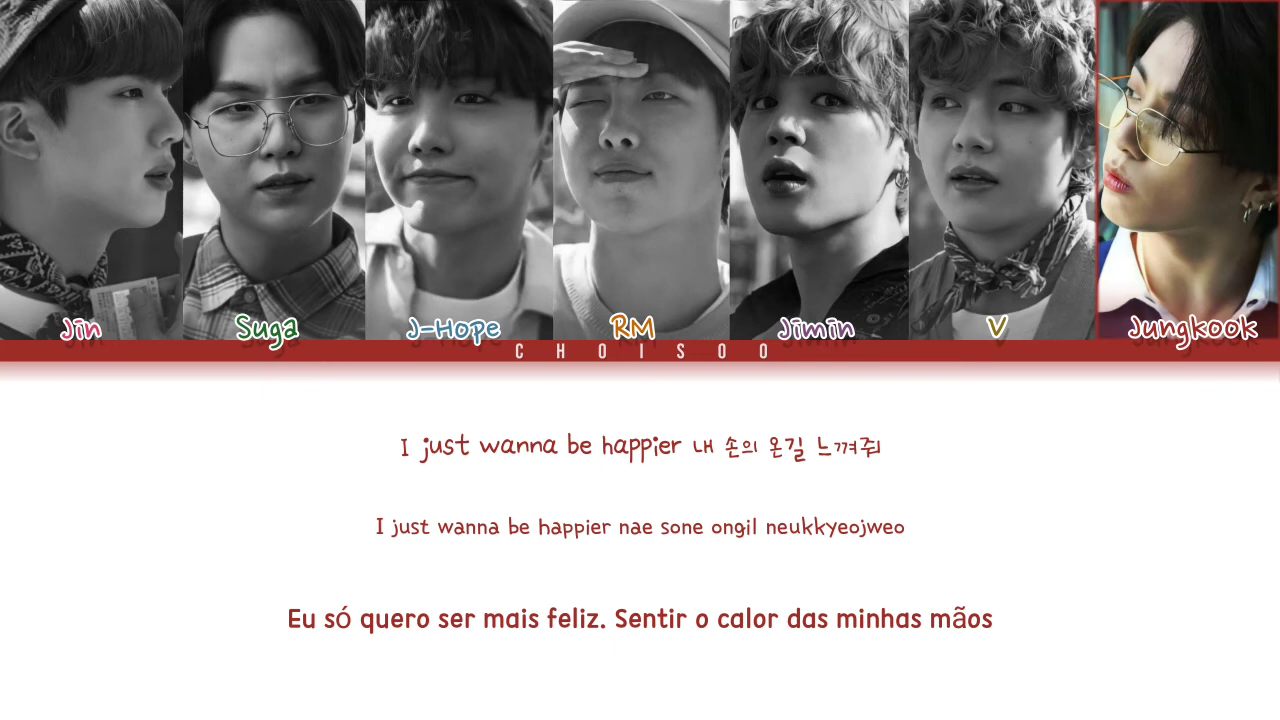 Jin Suga J-Hope RM Jimin V Jungkook
CHOISOO
I just wanna be happier 내 손의 온길 느껴줘
I just wanna be happier nae sone ongil neukkyeojweo
Eu só quero ser mais feliz. Sentir o calor das minhas mãos